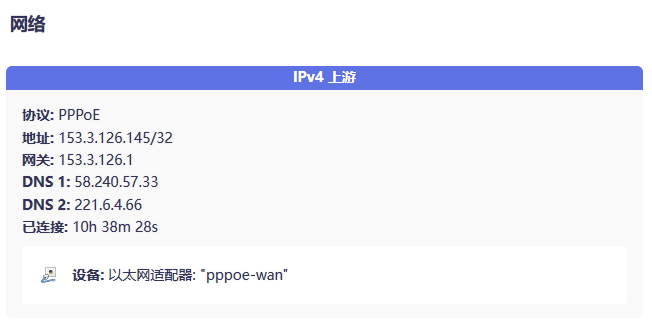 网络
IPv4 上游
协议: PPPoE
地址: 153.3.126.145/32
网关: 153.3.126.1
DNS 1: 58.240.57.33
DNS 2: 221.6.4.66
已连接: 10h 38m 28s
设备: 以太网适配器: "pppoe-wan"